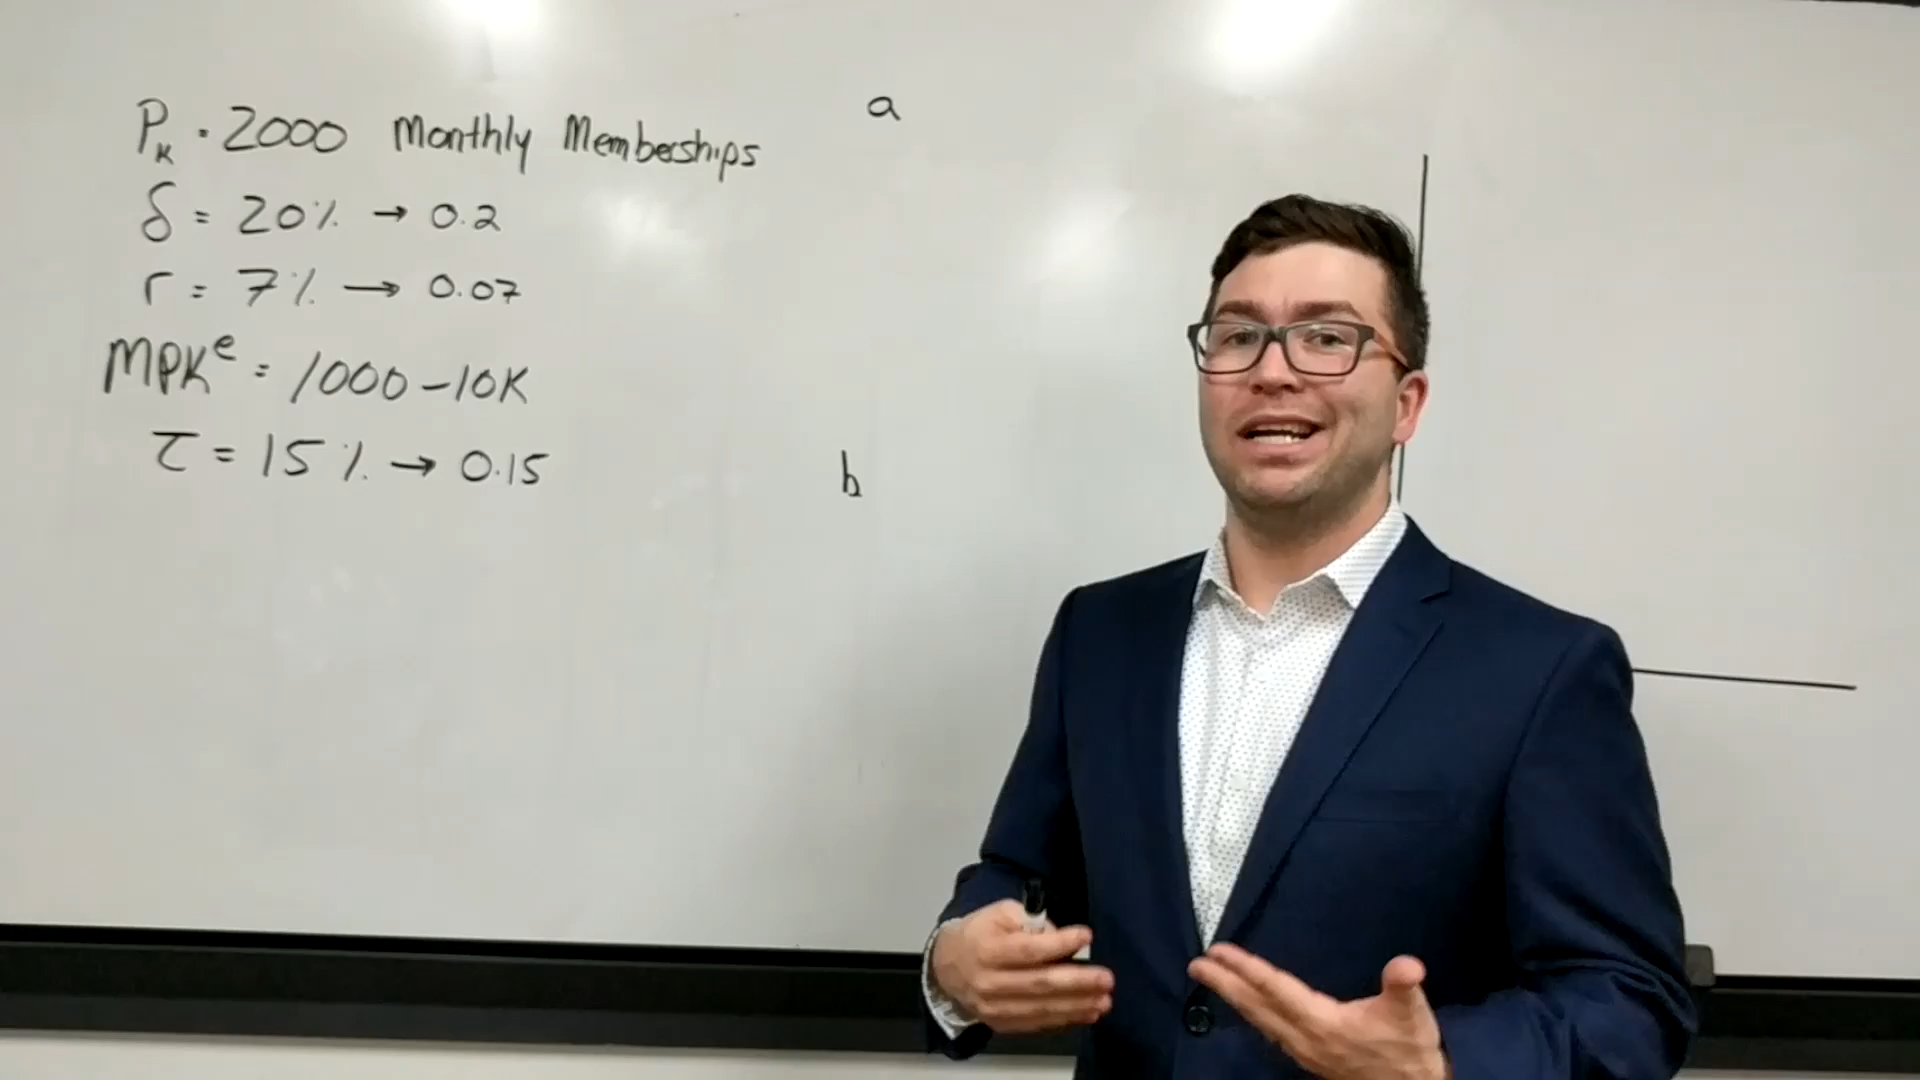 Pₖ = 2000 Monthly Memberships
δ = 20% → 0.2
r = 7% → 0.07
MPKᵉ = 1000 - 10K
τ = 15% → 0.15
a
b